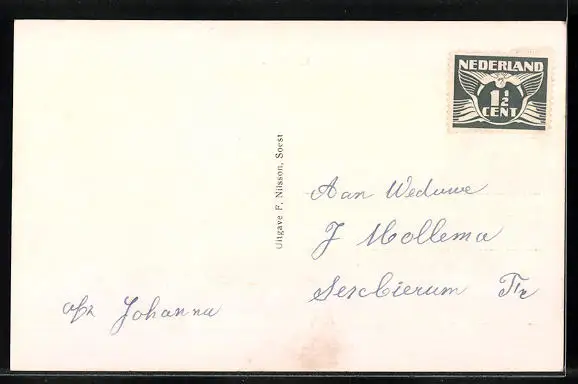 NEDERLAND
1½
CENT
Uitgave F. Nilsson, Soest
Aan Weduwe
J Mollema
Sexbierum Fr
afz Johanna